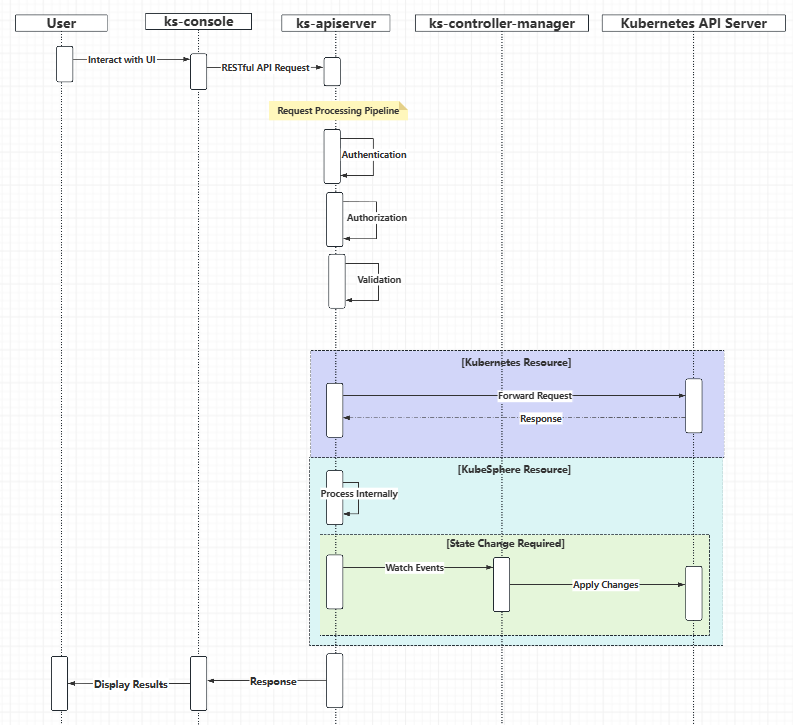 User
ks-console
ks-apiserver
ks-controller-manager
Kubernetes API Server
Interact with UI
RESTful API Request
Request Processing Pipeline
Authentication
Authorization
Validation
[Kubernetes Resource]
Forward Request
Response
[KubeSphere Resource]
Process Internally
[State Change Required]
Watch Events
Apply Changes
Display Results
Response